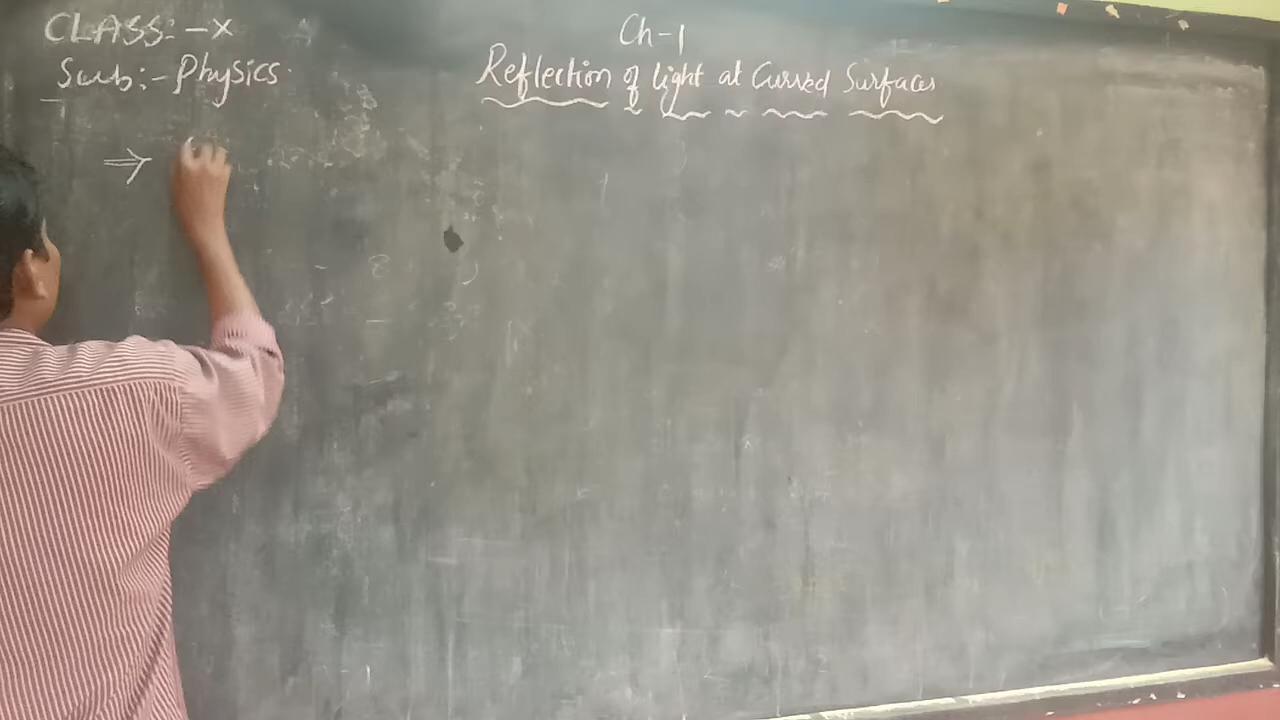 CLASS:-X
Sub:-Physics
Ch-1
Reflection of light at Curved Surfaces
⇒